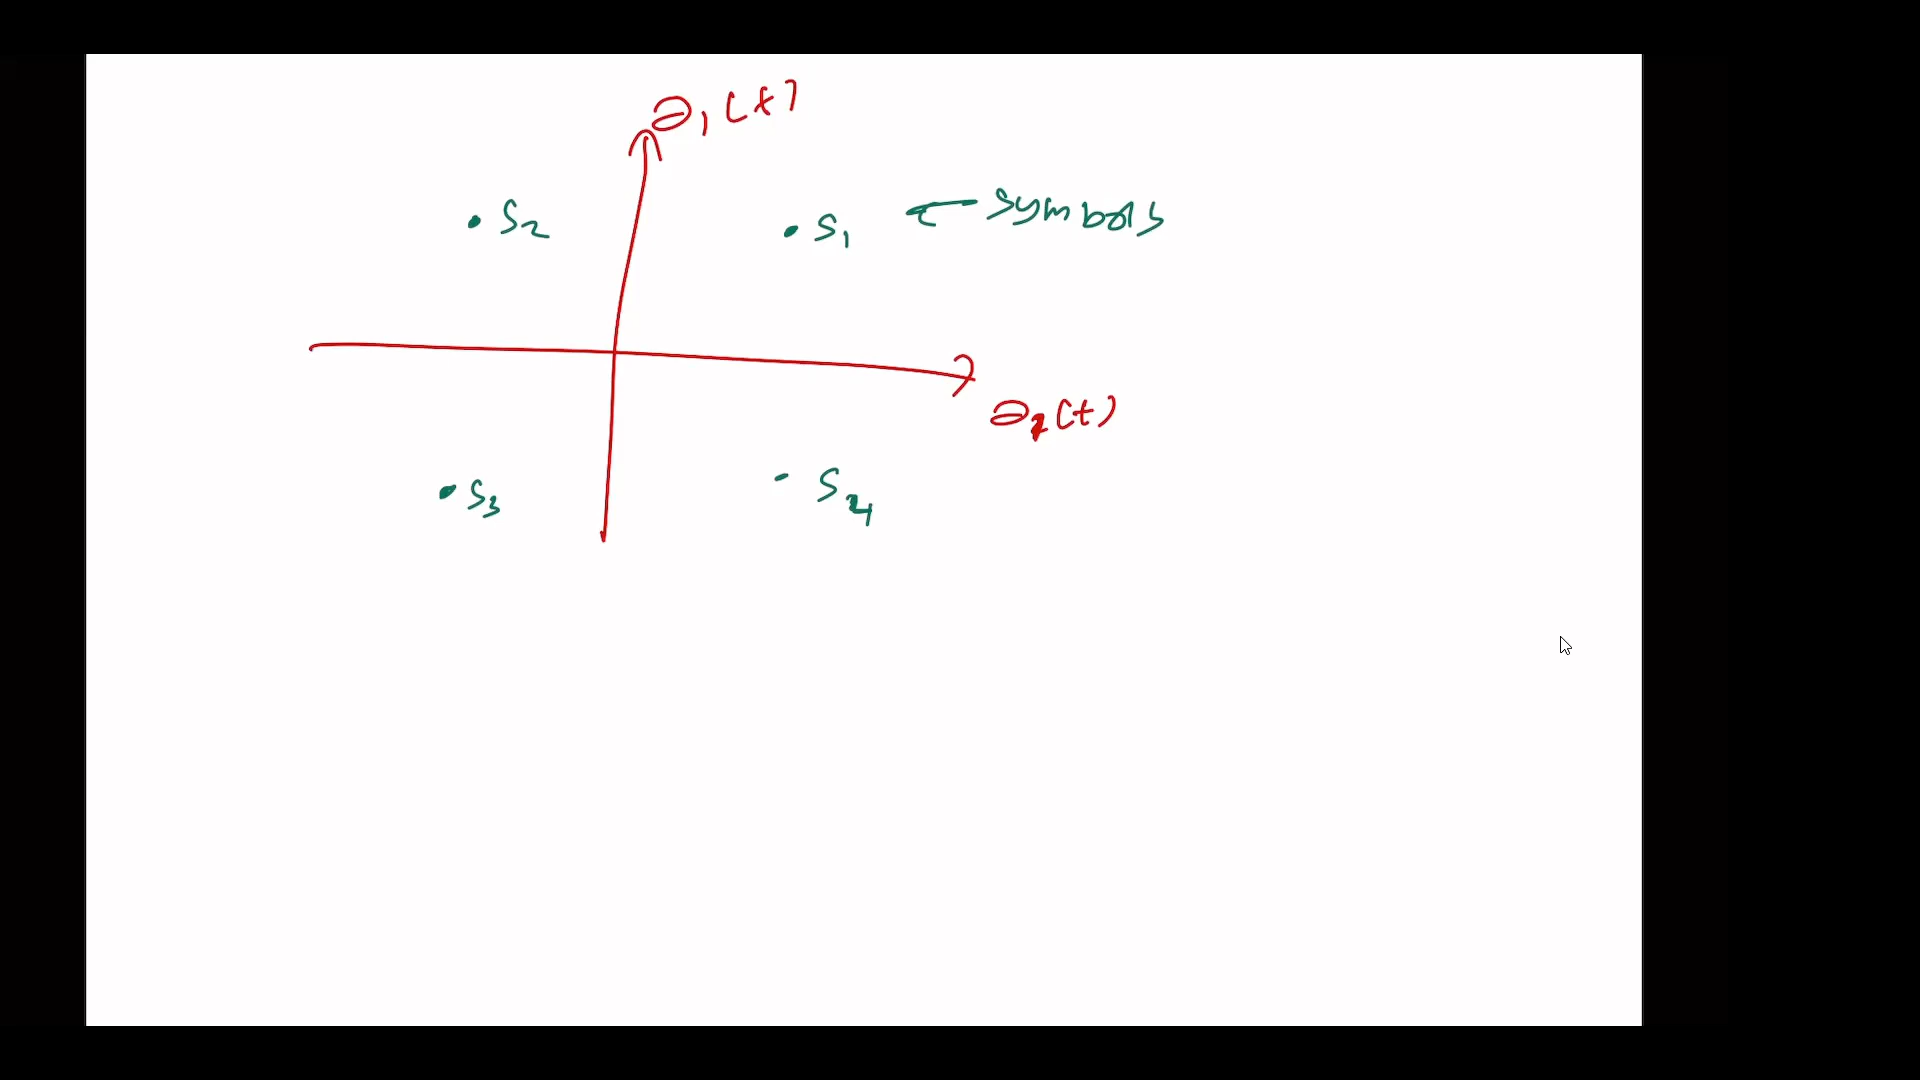 ∂₁(t)
• S₂
• S₁ ← Symbols
∂₂(t)
• S₃
• S₄